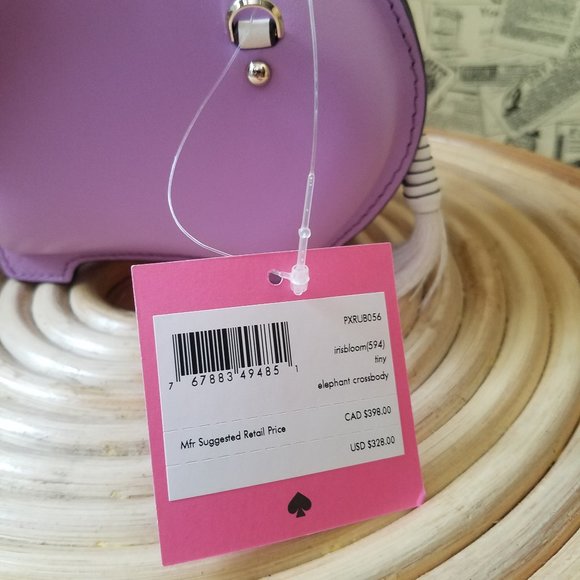 PXRUB056
irisbloom(594)
tiny
elephant crossbody
7 67883 49485 1
CAD $398.00
Mfr Suggested Retail Price
USD $328.00